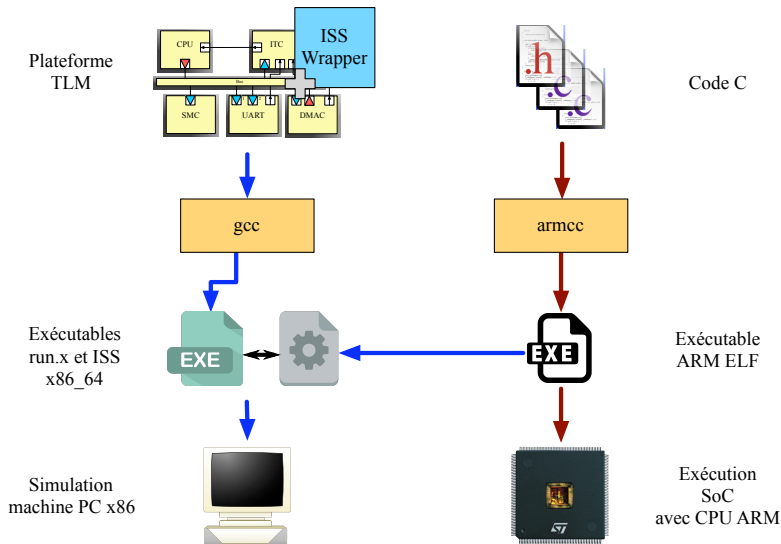 Plateforme
TLM
CPU
ITC
ISS
Wrapper
Bus
SMC
UART
DMAC
.h
.c
.c
Code C
gcc
armcc
Exécutables
run.x et ISS
x86_64
EXE
EXE
Exécutable
ARM ELF
Simulation
machine PC x86
ST
Exécution
SoC
avec CPU ARM